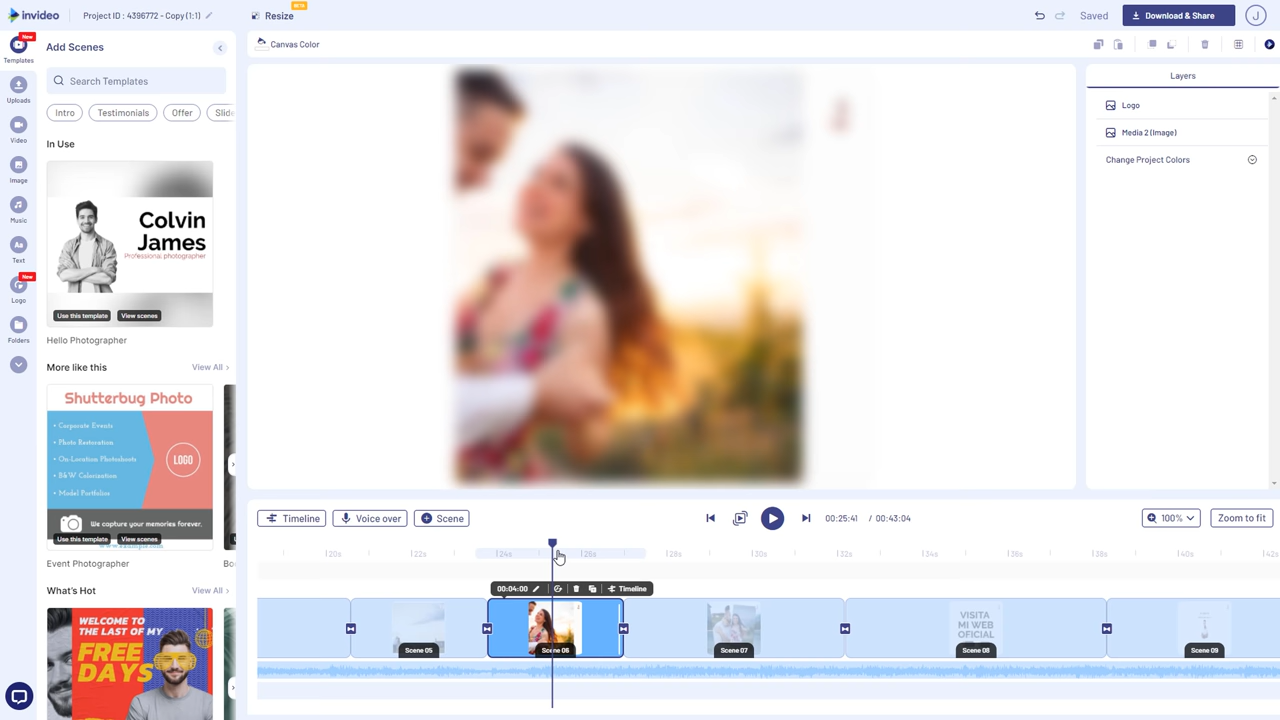 invideo
Project ID : 4396772 - Copy (1:1)
Resize
BETA
Saved
Download & Share
J
New
Templates
Uploads
Video
Image
Music
Aa
Text
New
Logo
Folders
Add Scenes
Search Templates
Intro
Testimonials
Offer
Slide
In Use
Colvin
James
Professional photographer
Use this template
View scenes
Hello Photographer
More like this
View All >
Shutterbug Photo
• Corporate Events
• Photo Restoration
• On-Location Photoshoots
• B&W Colorization
• Model Portfolios
LOGO
We capture your memories forever.
Use this template
View scenes
Event Photographer
Bo
What's Hot
View All >
WELCOME TO
THE LAST OF MY
FREE
DAYS
Canvas Color
Layers
Logo
Media 2 (Image)
Change Project Colors
Timeline
Voice over
Scene
00:25:41 / 00:43:04
100%
Zoom to fit
20s
22s
24s
26s
28s
30s
32s
34s
36s
38s
40s
42s
00:04:00
Timeline
VISITA
MI WEB
OFICIAL
Scene 05
Scene 06
Scene 07
Scene 08
Scene 09